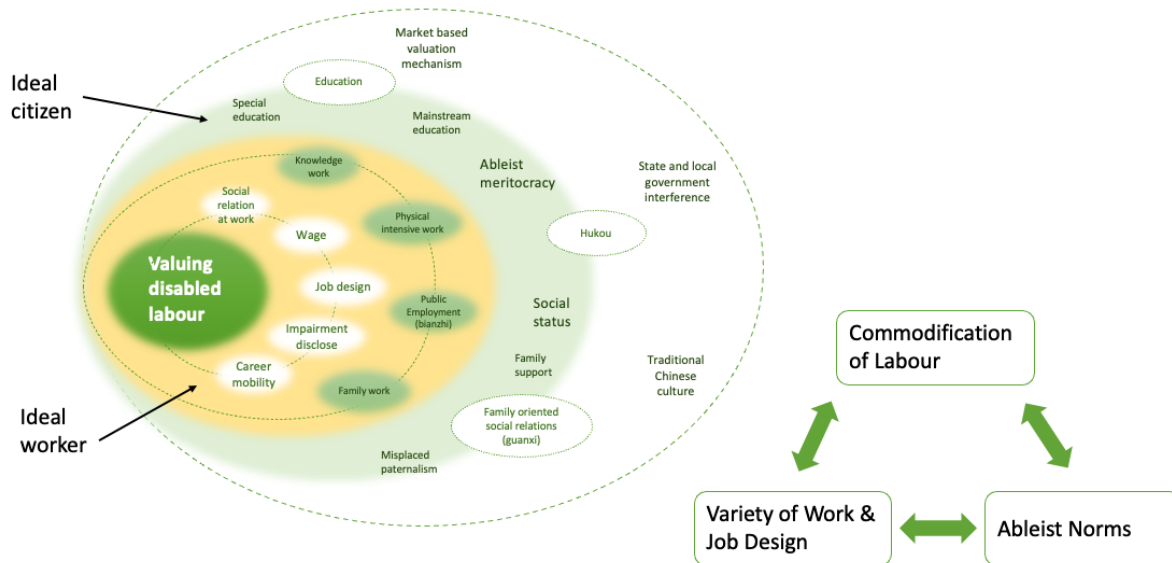 Market based
valuation
mechanism
Ideal
citizen
Education
Special
education
Mainstream
education
Knowledge
work
Ableist
meritocracy
State and local
government
interference
Social
relation
at work
Physical
intensive work
Wage
Hukou
Valuing
disabled
labour
Job design
Public
Employment
(bianzhi)
Social
status
Impairment
disclose
Career
mobility
Family
support
Traditional
Chinese
culture
Family work
Ideal
worker
Family oriented
social relations
(guanxi)
Misplaced
paternalism
Commodification
of Labour
Variety of Work &
Job Design
Ableist Norms